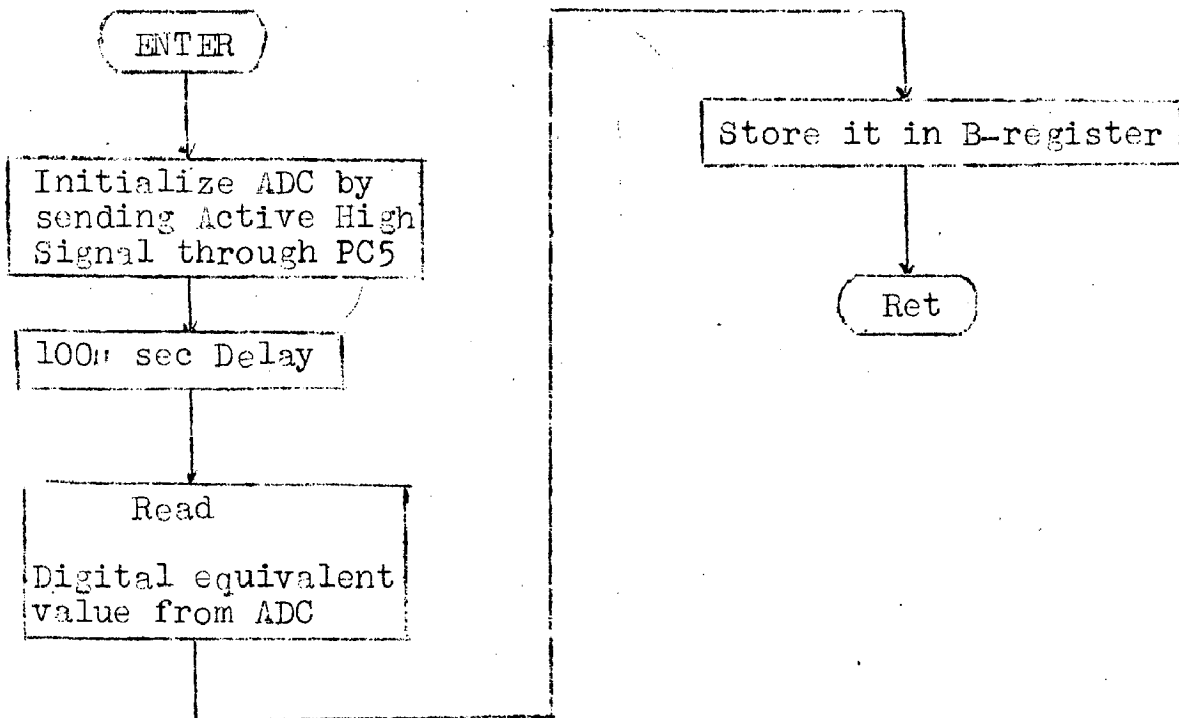 ENTER
Initialize ADC by
sending Active High
Signal through PC5
100μ sec Delay
Read
Digital equivalent
value from ADC
Store it in B-register
Ret